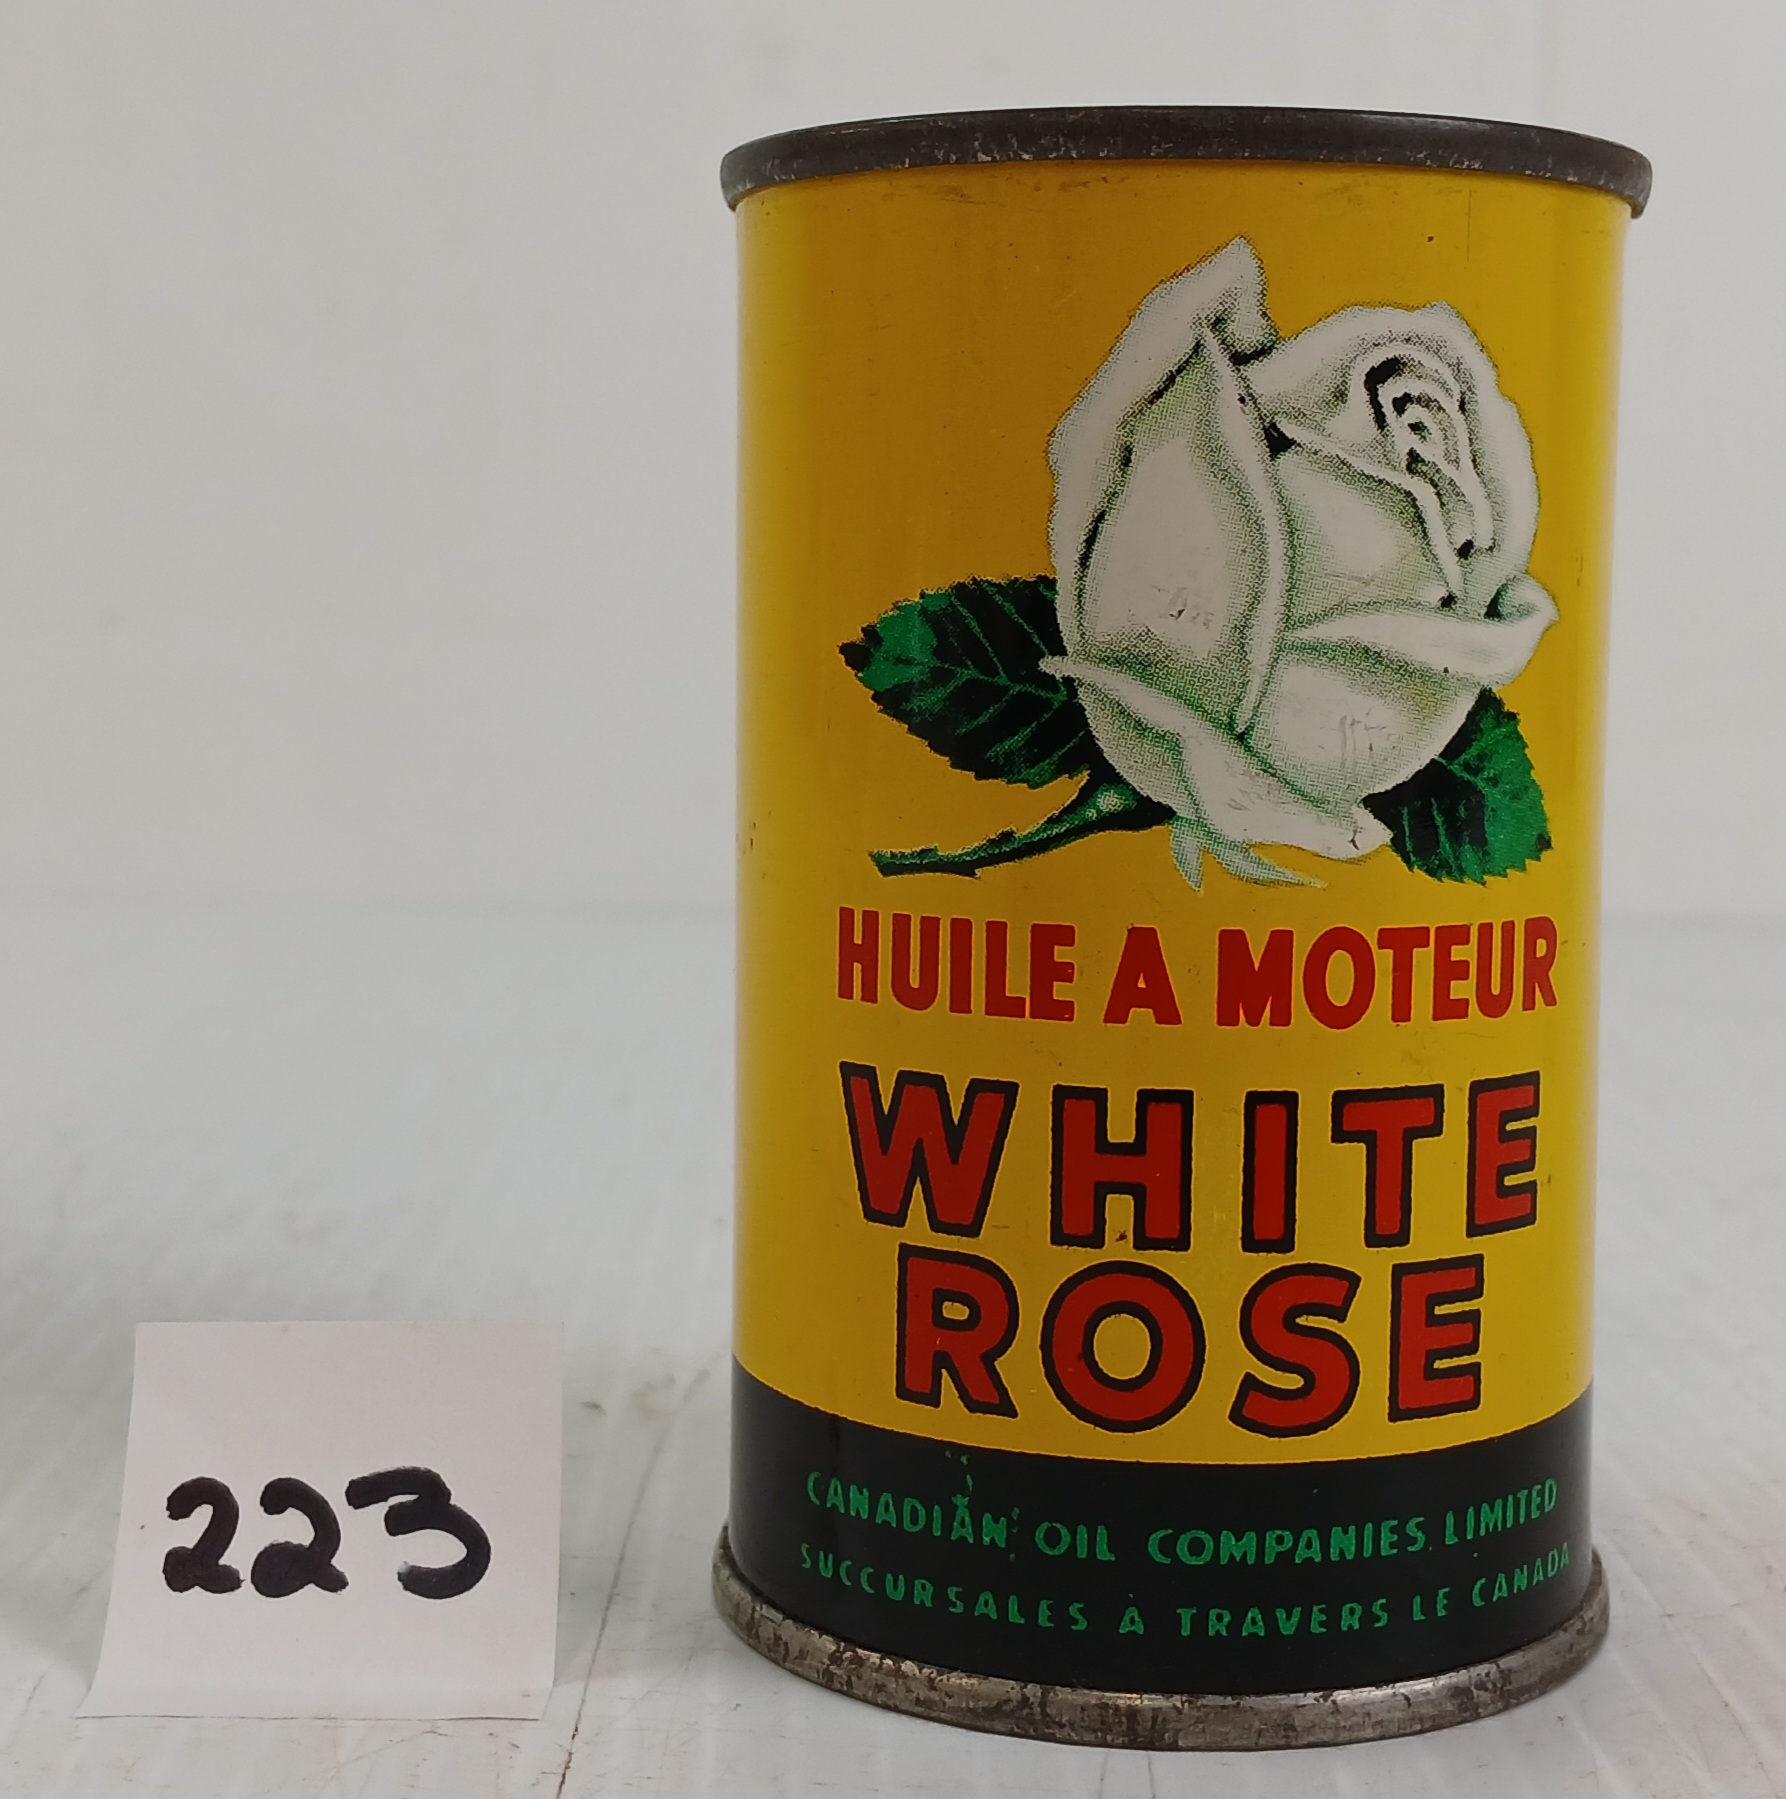 HUILE A MOTEUR
WHITE
ROSE
CANADIAN OIL COMPANIES, LIMITED
SUCCURSALES À TRAVERS LE CANADA
223